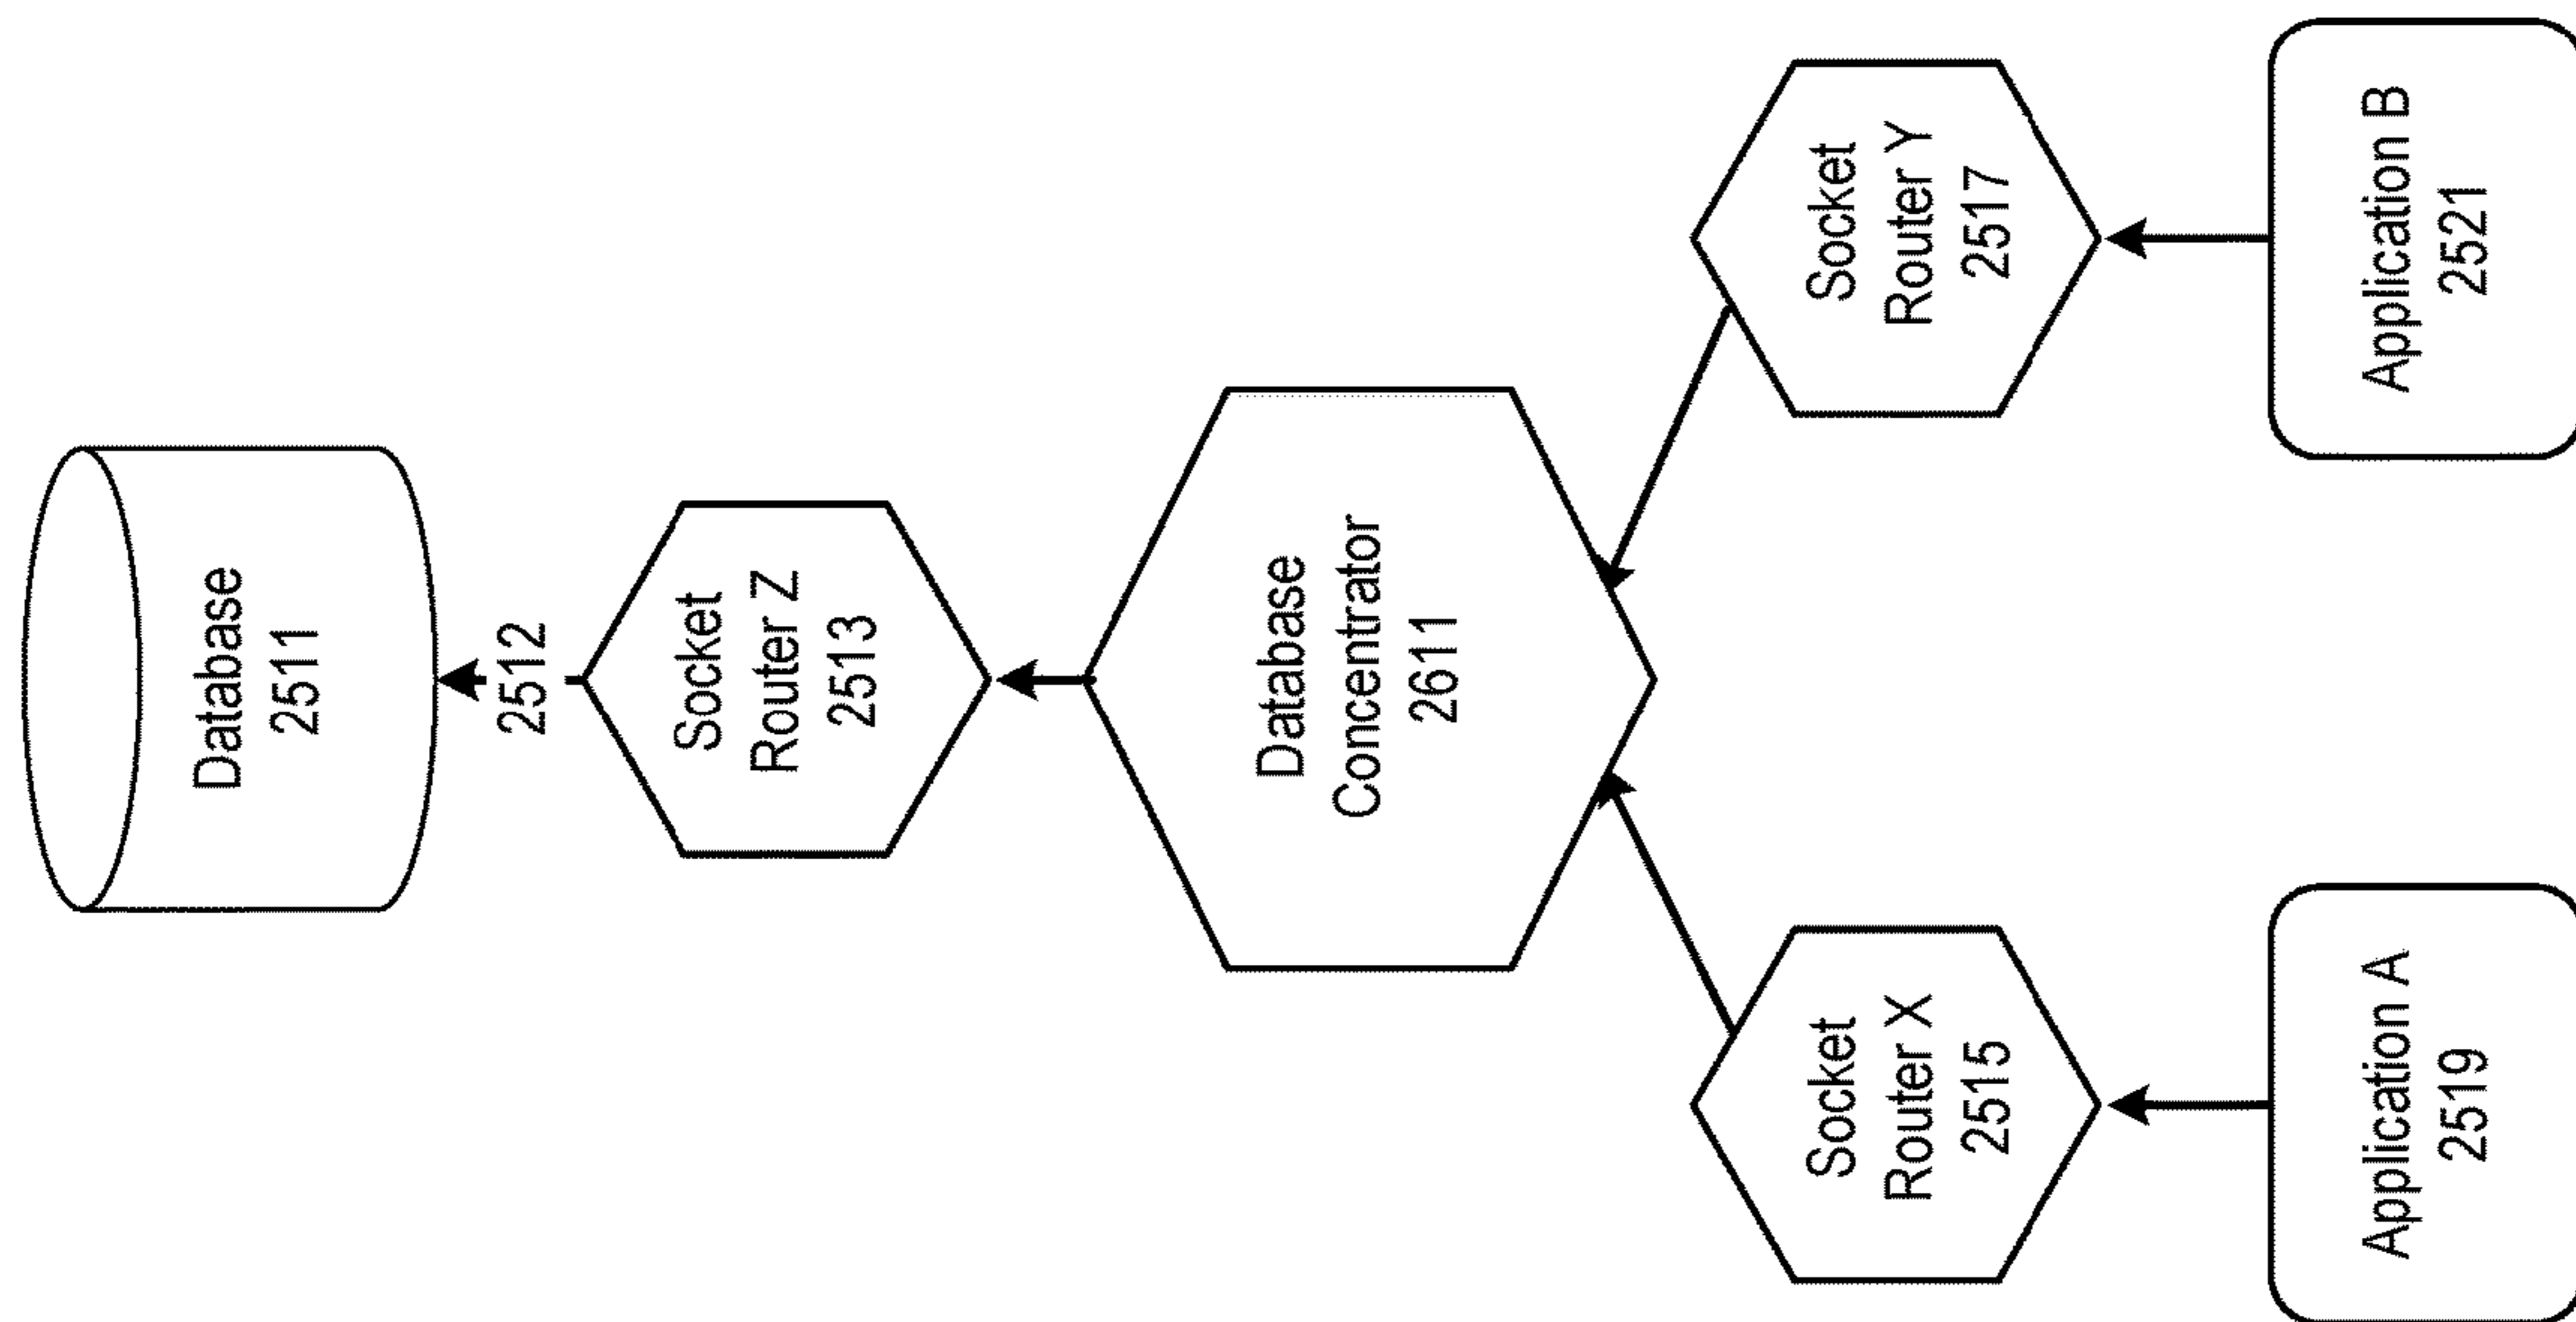 Database
2511
2512
Socket
Router Z
2513
Database
Concentrator
2611
Socket
Router X
2515
Socket
Router Y
2517
Application A
2519
Application B
2521